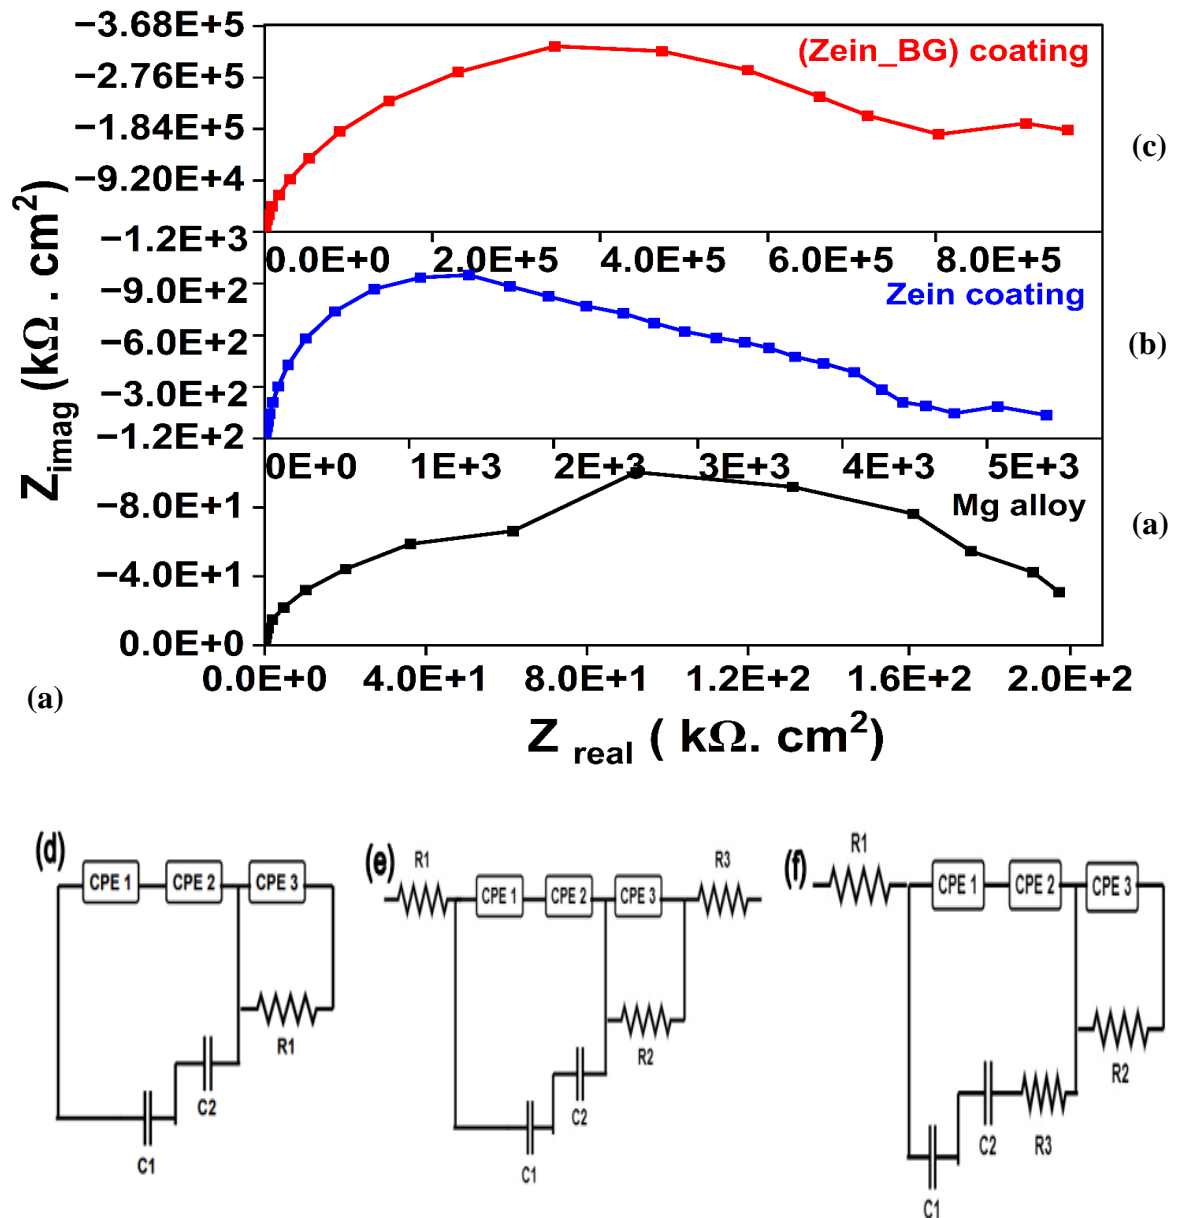 −3.68E+5
(Zein_BG) coating
−2.76E+5
−1.84E+5
(c)
−9.20E+4
−1.2E+3
0.0E+0 2.0E+5 4.0E+5 6.0E+5 8.0E+5
−9.0E+2
Zein coating
−6.0E+2
(b)
−3.0E+2
−1.2E+2
0E+0 1E+3 2E+3 3E+3 4E+3 5E+3
−8.0E+1
Mg alloy
(a)
−4.0E+1
0.0E+0
0.0E+0 4.0E+1 8.0E+1 1.2E+2 1.6E+2 2.0E+2
(a)
Z imag (kΩ . cm²)
Z real ( kΩ. cm²)
(d)
CPE 1 CPE 2 CPE 3
R1
C2
C1
(e)
R1 R3
CPE 1 CPE 2 CPE 3
R2
C2
C1
(f)
R1
CPE 1 CPE 2 CPE 3
R2
C2 R3
C1